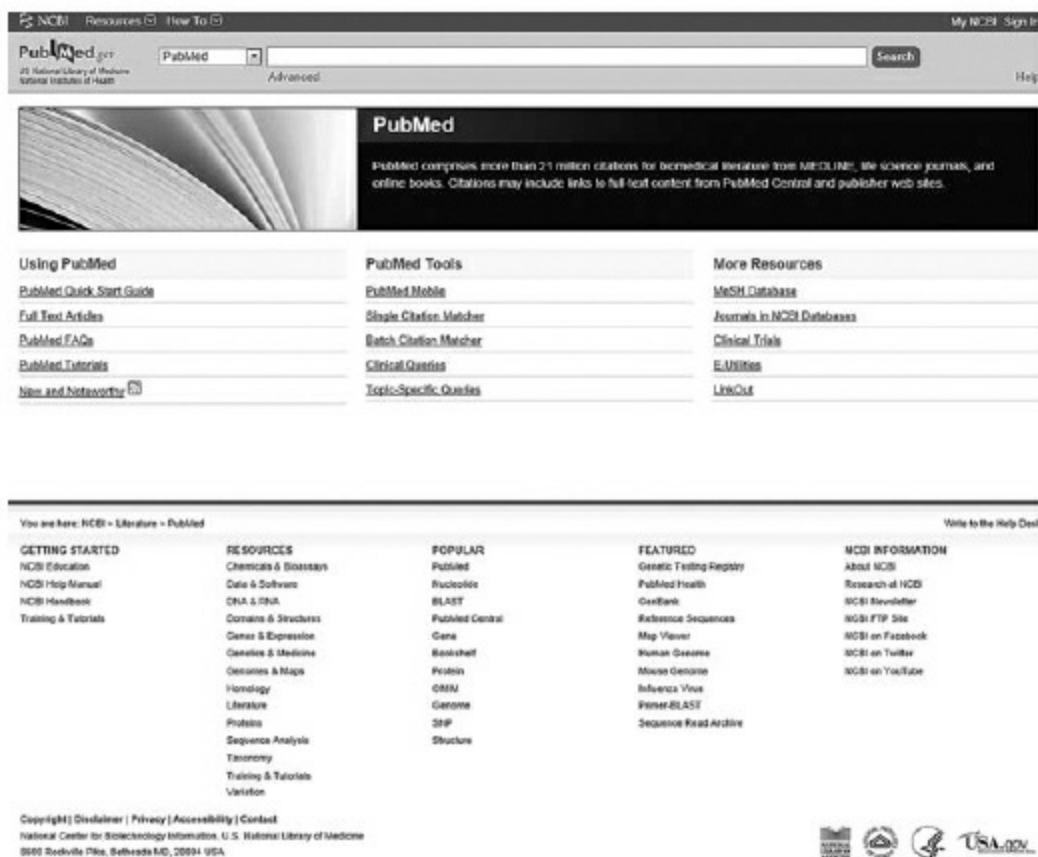 NCBI Resources How To My NCBI Sign In
PubMed.gov PubMed Search
US National Library of Medicine
National Institutes of Health
Advanced Help
PubMed
PubMed comprises more than 21 million citations for biomedical literature from MEDLINE, life science journals, and
online books. Citations may include links to full-text content from PubMed Central and publisher web sites.
Using PubMed PubMed Tools More Resources
PubMed Quick Start Guide PubMed Mobile MeSH Database
Full Text Articles Single Citation Matcher Journals in NCBI Databases
PubMed FAQs Batch Citation Matcher Clinical Trials
PubMed Tutorials Clinical Queries E-Utilities
New and Noteworthy Topic-Specific Queries LinkOut
You are here: NCBI > Literature > PubMed Write to the Help Desk
GETTING STARTED RESOURCES POPULAR FEATURED NCBI INFORMATION
NCBI Education Chemicals & Bioassays PubMed Genetic Testing Registry About NCBI
NCBI Help Manual Data & Software Nucleotide PubMed Health Research at NCBI
NCBI Handbook DNA & RNA BLAST GenBank NCBI Newsletter
Training & Tutorials Domains & Structures PubMed Central Reference Sequences NCBI FTP Site
Genes & Expression Gene Map Viewer NCBI on Facebook
Genetics & Medicine Bookshelf Human Genome NCBI on Twitter
Genomes & Maps Protein Mouse Genome NCBI on YouTube
Homology OMIM Influenza Virus
Literature Genome Primer-BLAST
Proteins SNP Sequence Read Archive
Sequence Analysis Structure
Taxonomy
Training & Tutorials
Variation
Copyright | Disclaimer | Privacy | Accessibility | Contact
National Center for Biotechnology Information, U.S. National Library of Medicine
8600 Rockville Pike, Bethesda MD, 20894 USA
USA.gov